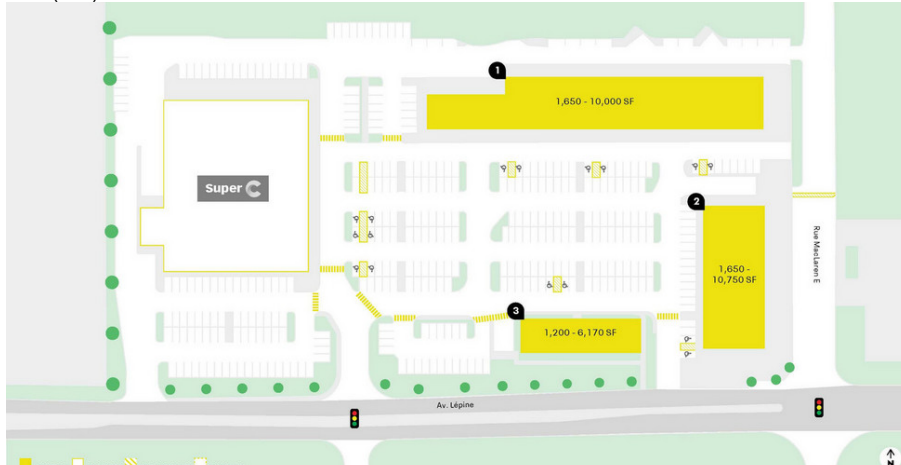 1
1,650 - 10,000 SF
Super C
2
1,650 -
10,750 SF
Rue MacLaren E
3
1,200 - 6,170 SF
Av. Lépine
N